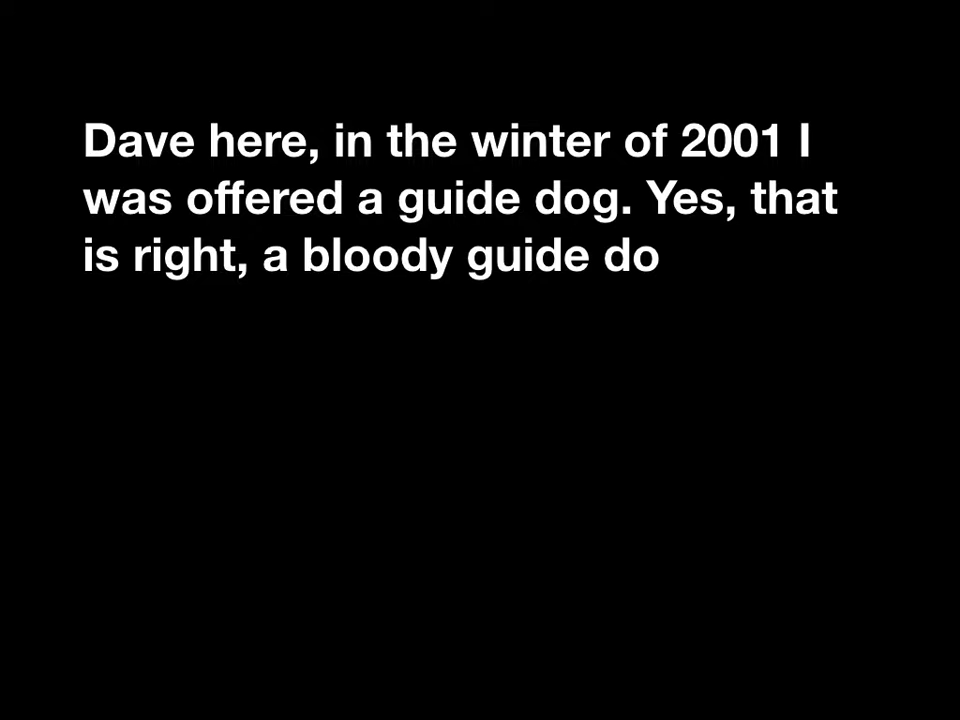 Dave here, in the winter of 2001 I
was offered a guide dog. Yes, that
is right, a bloody guide do